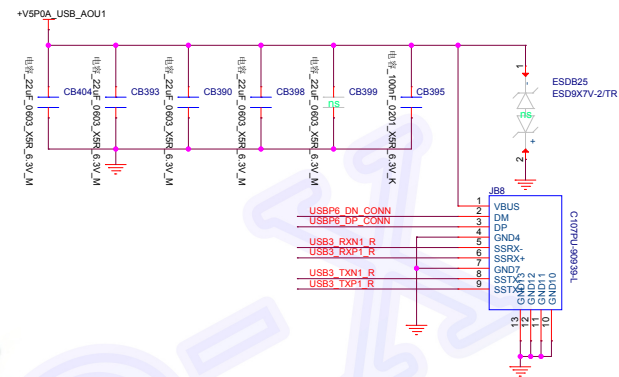 +V5P0A_USB_AOU1
电容_22uF_0603_X5R_6.3V_M
CB404
电容_22uF_0603_X5R_6.3V_M
CB393
电容_22uF_0603_X5R_6.3V_M
CB390
电容_22uF_0603_X5R_6.3V_M
CB398
电容_22uF_0603_X5R_6.3V_M
CB399
ns
电容_100nF_0201_X5R_6.3V_K
CB395
1
ns
+
2
ESDB25
ESD9X7V-2/TR
JB8
C107PU-90939-L
1 VBUS
USBP6_DN_CONN 2 DM
USBP6_DP_CONN 3 DP
4 GND4
USB3_RXN1_R 5 SSRX-
USB3_RXP1_R 6 SSRX+
7 GND7
USB3_TXN1_R 8 SSTX-
USB3_TXP1_R 9
GND13
GND12
GND11
GND10
13
12
11
10